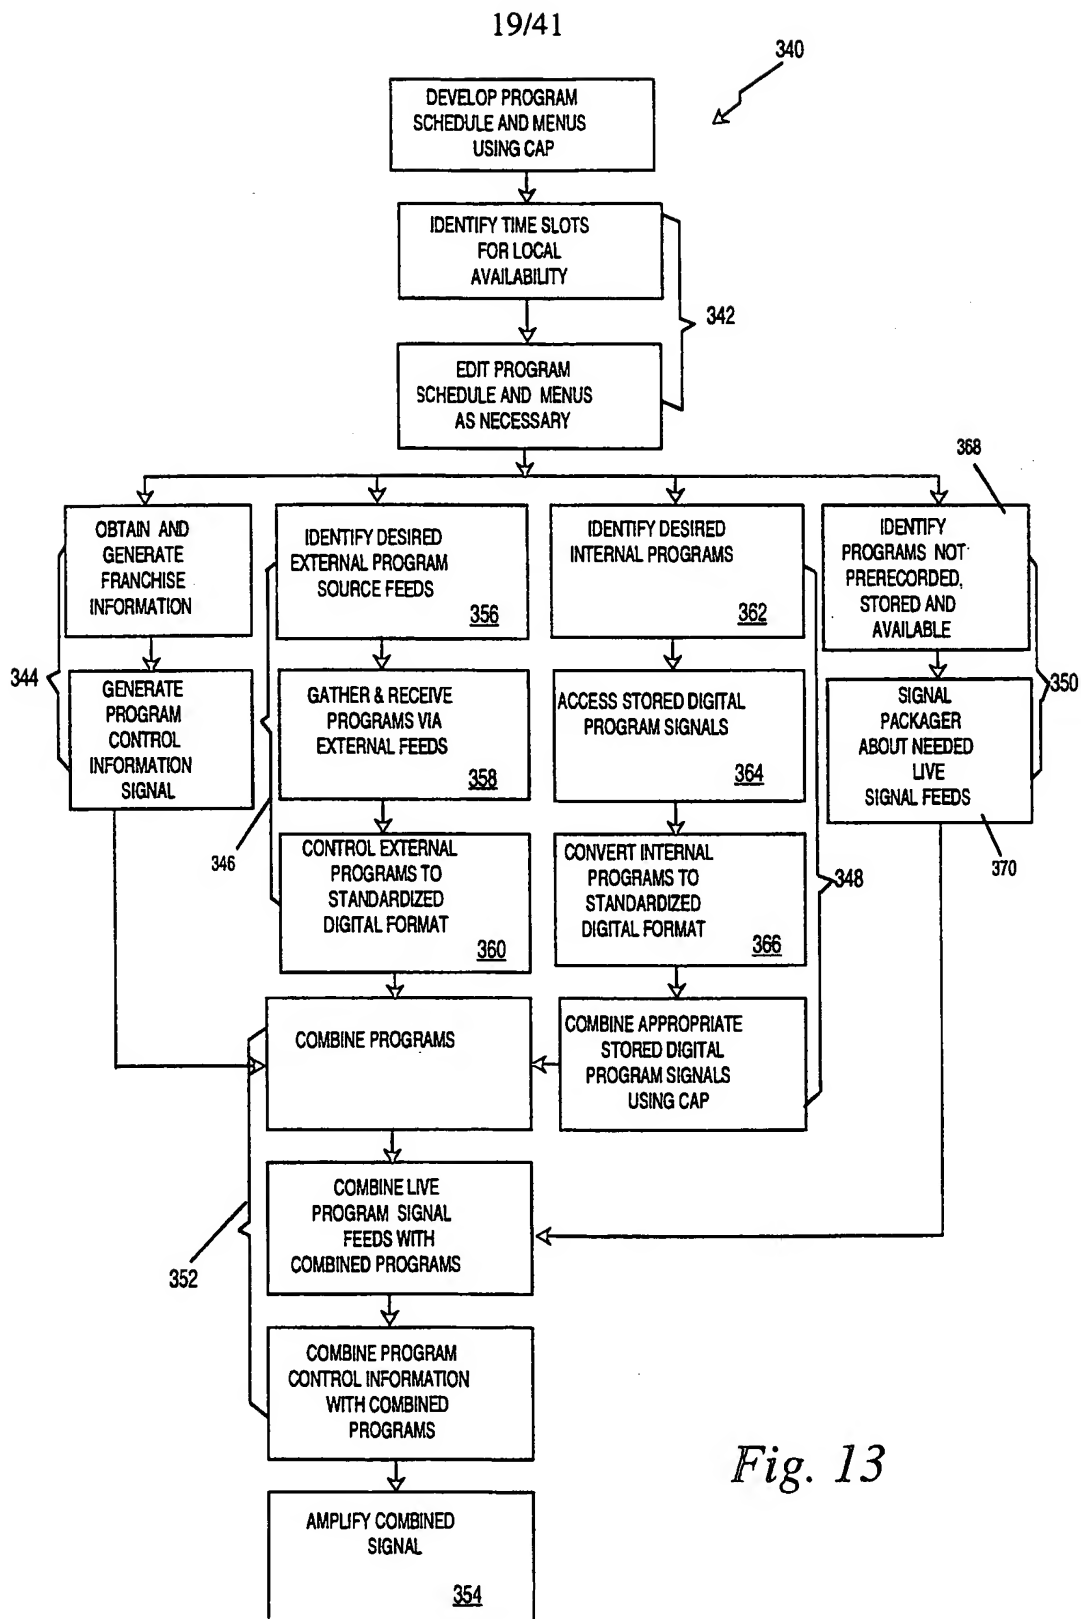 19/41
340
DEVELOP PROGRAM
SCHEDULE AND MENUS
USING CAP
IDENTIFY TIME SLOTS
FOR LOCAL
AVAILABILITY
342
EDIT PROGRAM
SCHEDULE AND MENUS
AS NECESSARY
368
OBTAIN AND
GENERATE
FRANCHISE
INFORMATION
IDENTIFY DESIRED
EXTERNAL PROGRAM
SOURCE FEEDS
356
IDENTIFY DESIRED
INTERNAL PROGRAMS
362
IDENTIFY
PROGRAMS NOT
PRERECORDED,
STORED AND
AVAILABLE
344
350
GENERATE
PROGRAM
CONTROL
INFORMATION
SIGNAL
GATHER & RECEIVE
PROGRAMS VIA
EXTERNAL FEEDS
358
ACCESS STORED DIGITAL
PROGRAM SIGNALS
364
SIGNAL
PACKAGER
ABOUT NEEDED
LIVE
SIGNAL FEEDS
346
370
CONTROL EXTERNAL
PROGRAMS TO
STANDARDIZED
DIGITAL FORMAT
360
CONVERT INTERNAL
PROGRAMS TO
STANDARDIZED
DIGITAL FORMAT
366
348
COMBINE PROGRAMS
COMBINE APPROPRIATE
STORED DIGITAL
PROGRAM SIGNALS
USING CAP
COMBINE LIVE
PROGRAM SIGNAL
FEEDS WITH
COMBINED PROGRAMS
352
COMBINE PROGRAM
CONTROL INFORMATION
WITH COMBINED
PROGRAMS
Fig. 13
AMPLIFY COMBINED
SIGNAL
354